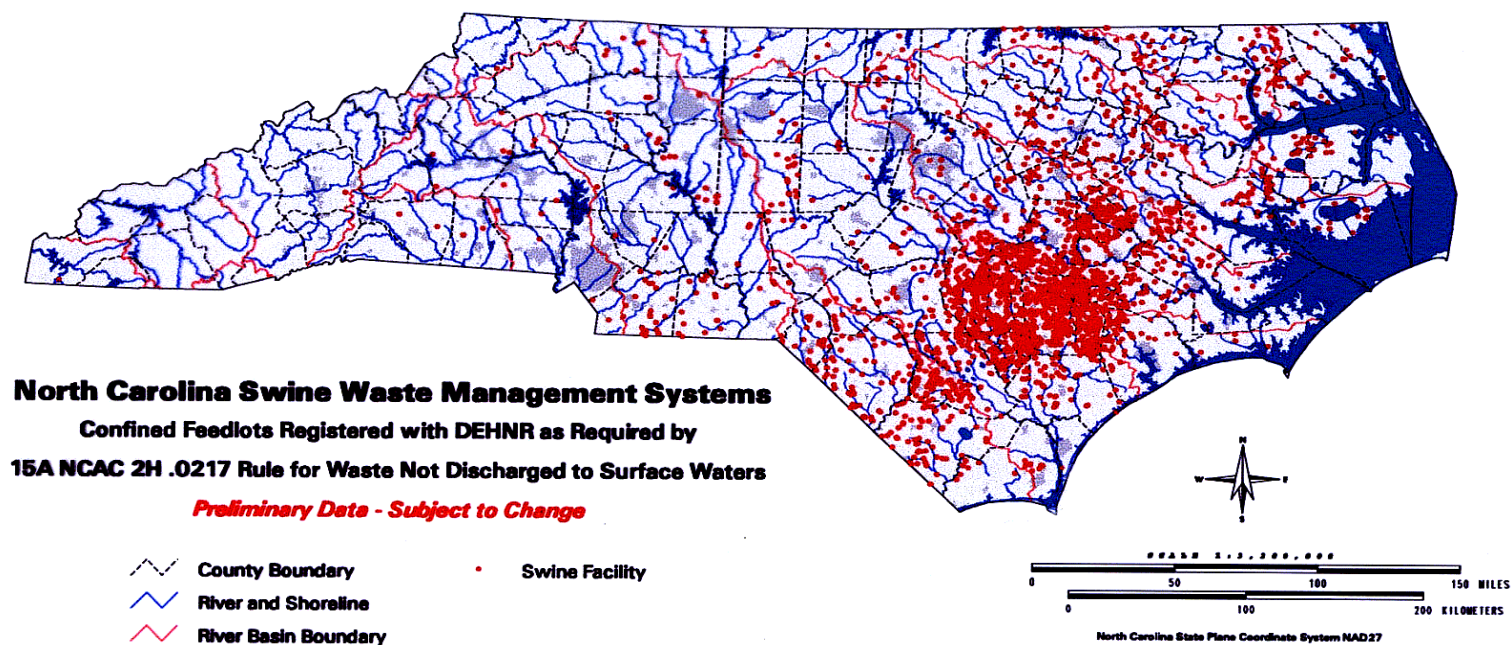 North Carolina Swine Waste Management Systems
Confined Feedlots Registered with DEHNR as Required by
15A NCAC 2H .0217 Rule for Waste Not Discharged to Surface Waters
Preliminary Data - Subject to Change
County Boundary
Swine Facility
River and Shoreline
River Basin Boundary
N
W
S
SCALE
0 50 100 150 MILES
0 100 200 KILOMETERS
North Carolina State Plane Coordinate System NAD27